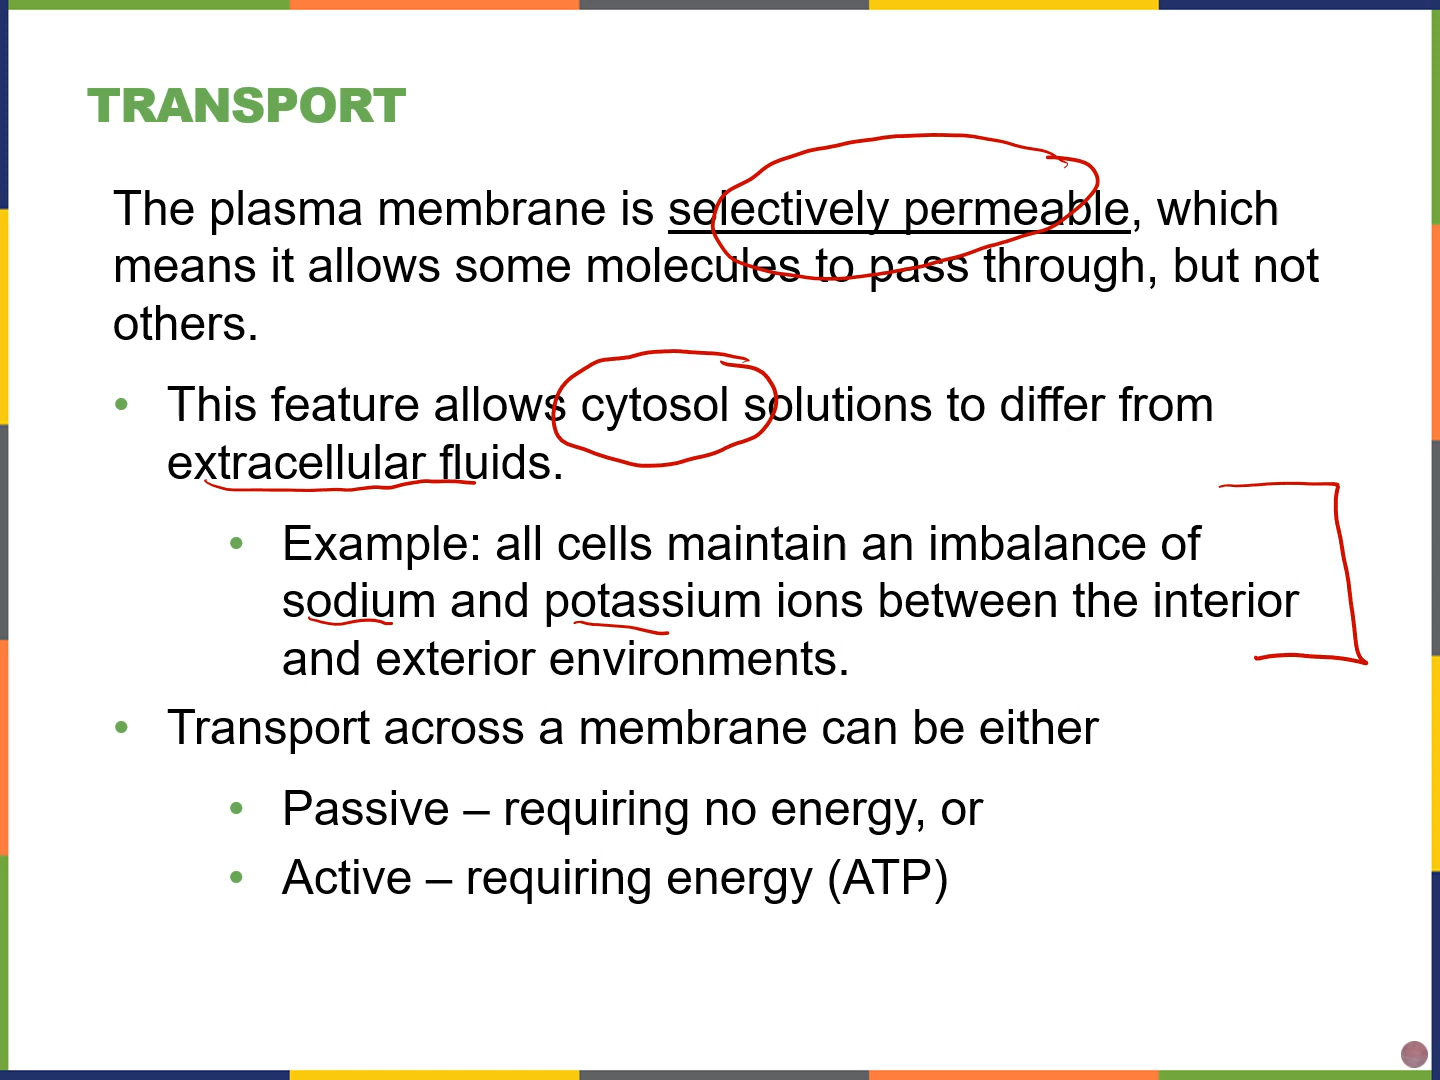 TRANSPORT
The plasma membrane is selectively permeable, which
means it allows some molecules to pass through, but not
others.
• This feature allows cytosol solutions to differ from
extracellular fluids.
• Example: all cells maintain an imbalance of
sodium and potassium ions between the interior
and exterior environments.
• Transport across a membrane can be either
• Passive – requiring no energy, or
• Active – requiring energy (ATP)